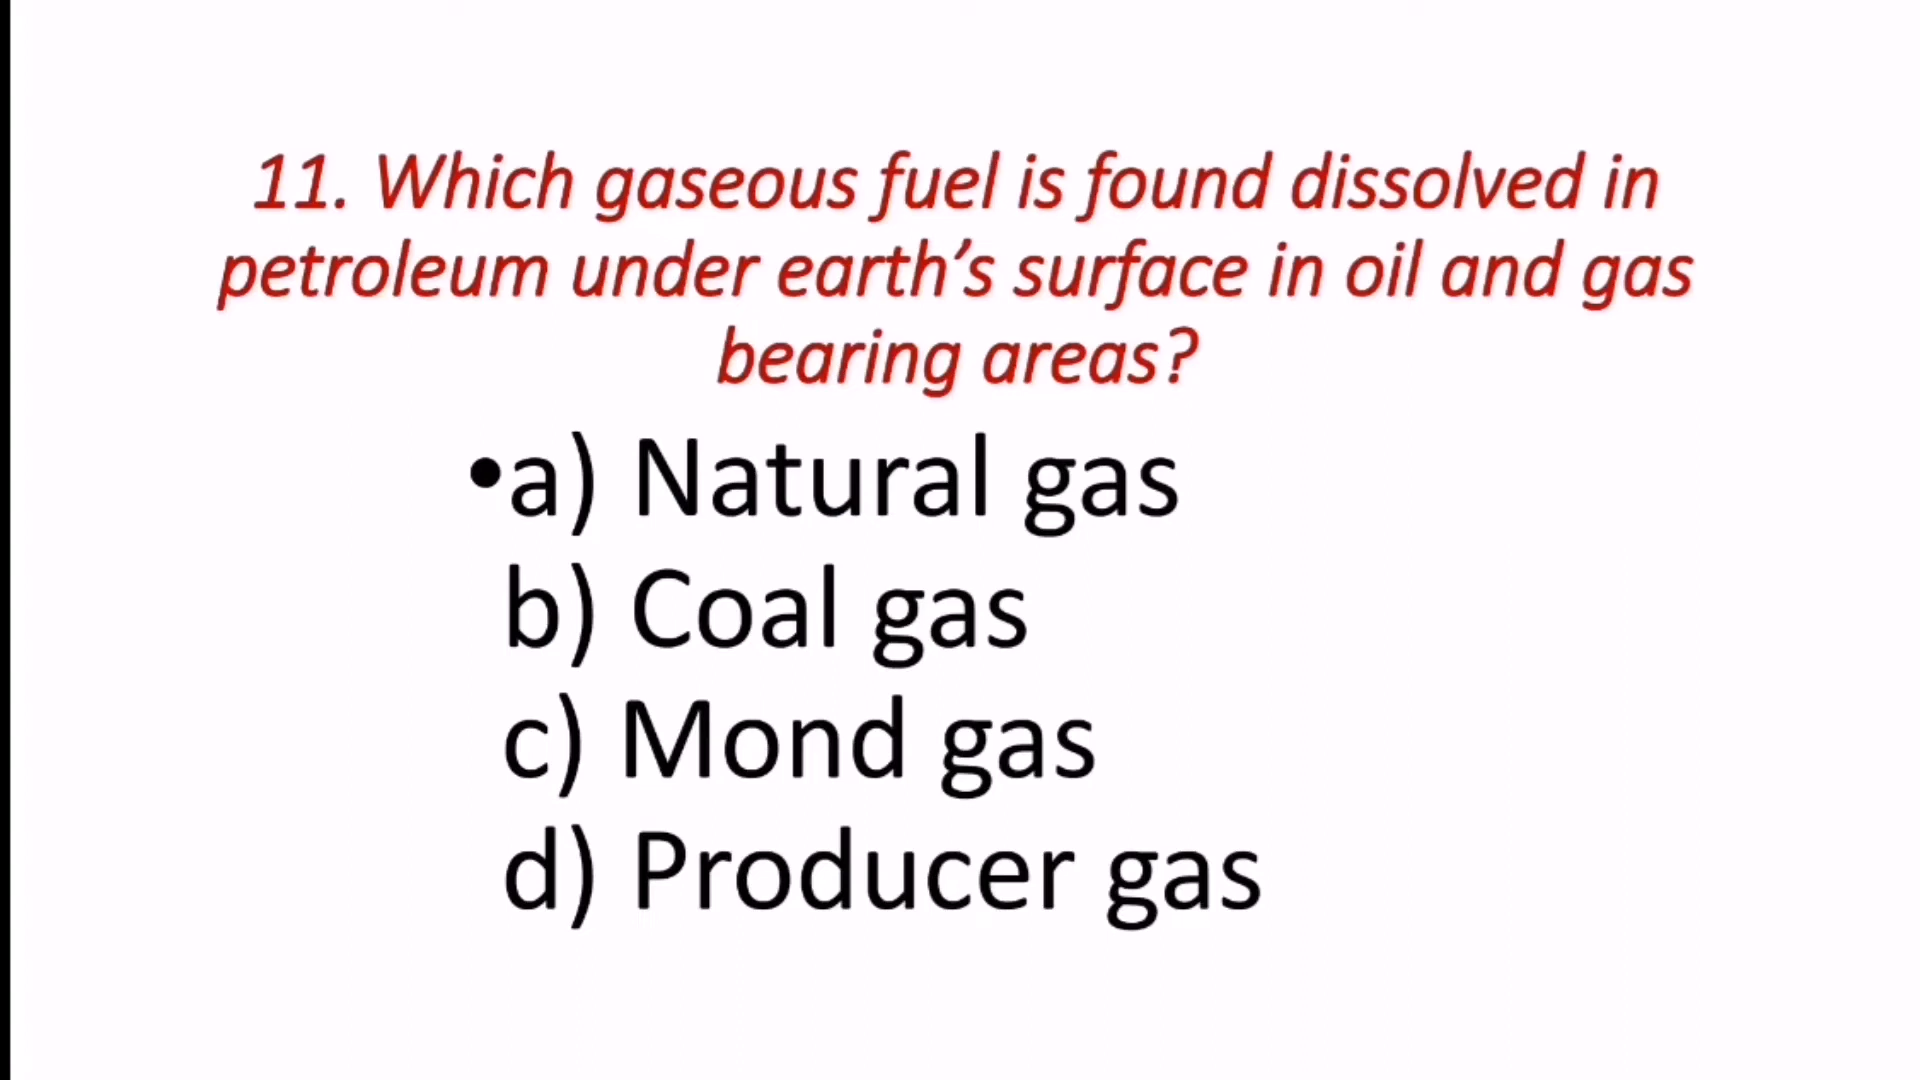 11. Which gaseous fuel is found dissolved in
petroleum under earth’s surface in oil and gas
bearing areas?
•a) Natural gas
b) Coal gas
c) Mond gas
d) Producer gas